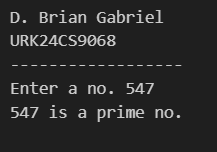 D. Brian Gabriel
URK24CS9068
------------------
Enter a no. 547
547 is a prime no.